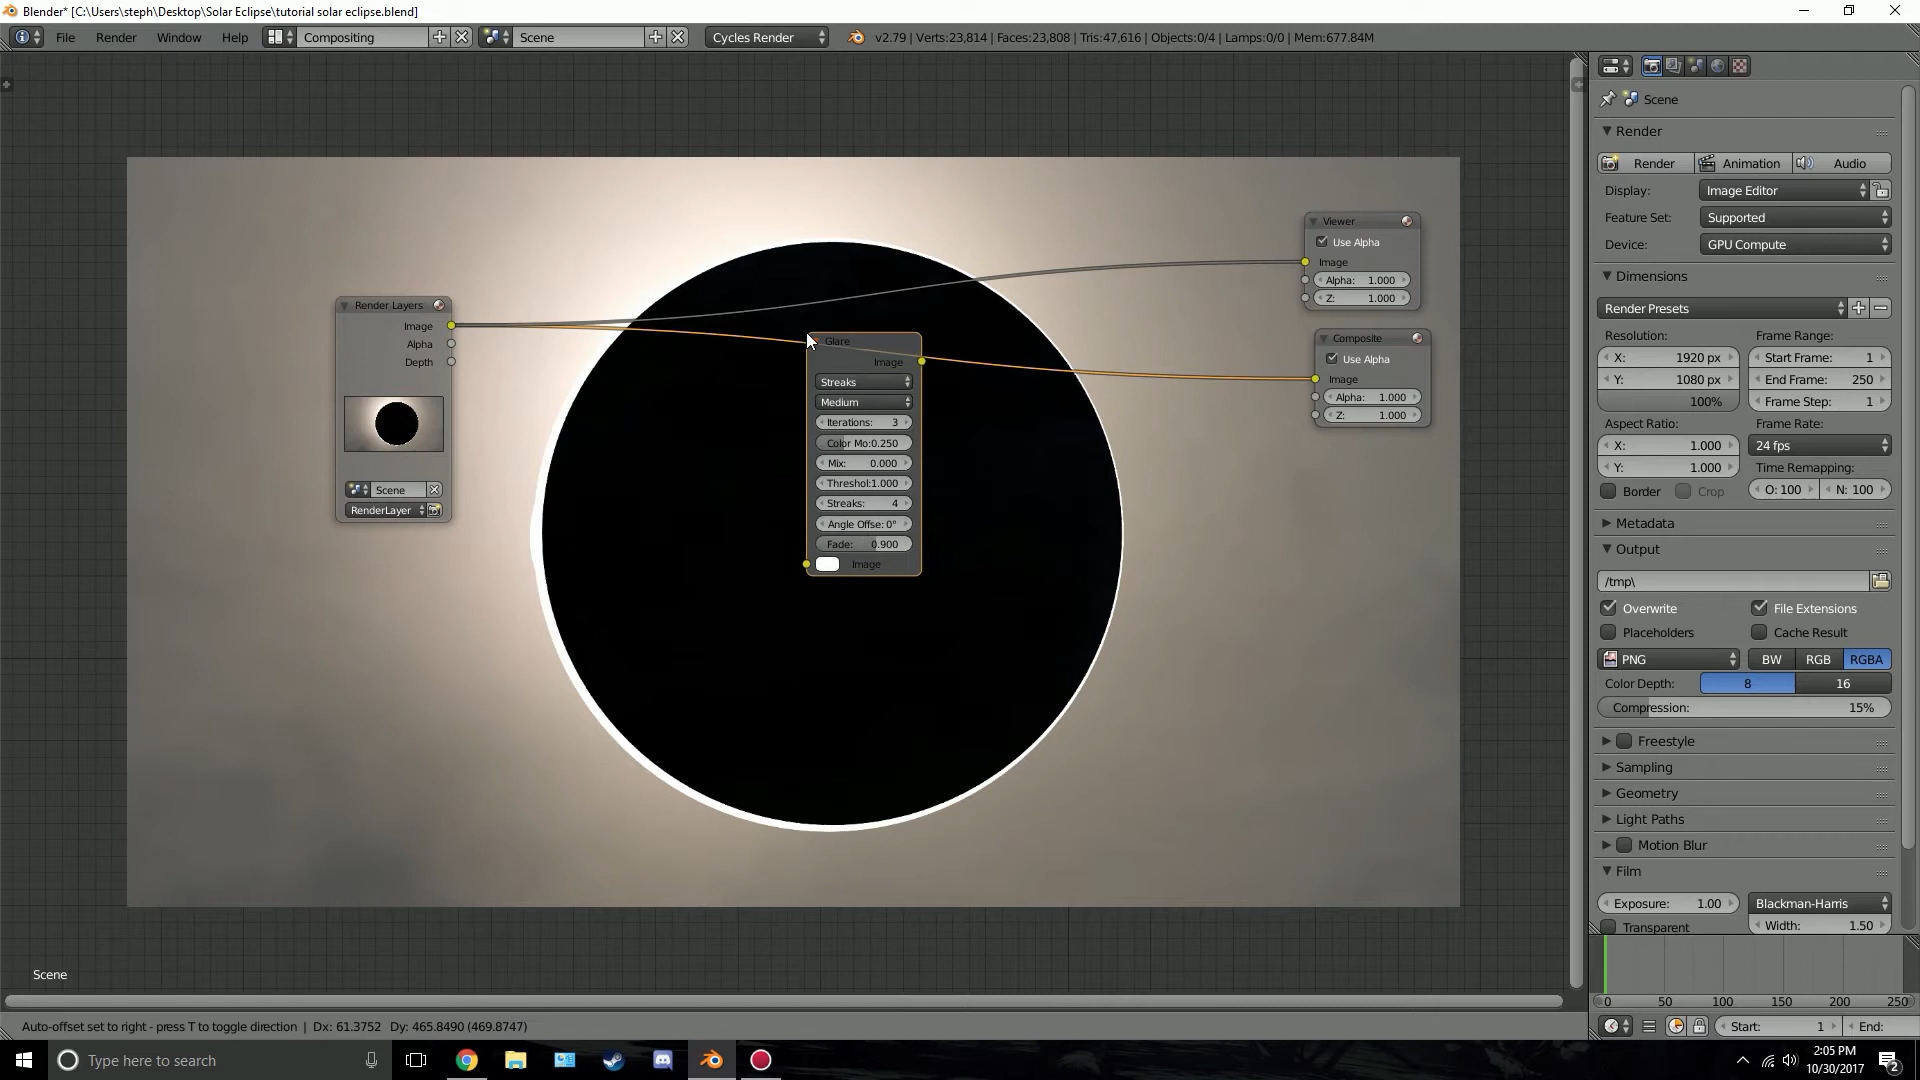 Blender* [C:\Users\steph\Desktop\Solar Eclipse\tutorial solar eclipse.blend]
File Render Window Help Compositing Scene Cycles Render v2.79 | Verts:23,814 | Faces:23,808 | Tris:47,616 | Objects:0/4 | Lamps:0/0 | Mem:677.84M
Render Layers
Image
Alpha
Depth
Scene
RenderLayer
Glare
Image
Streaks
Medium
Iterations: 3
Color Mo:0.250
Mix: 0.000
Threshol:1.000
Streaks: 4
Angle Offse: 0°
Fade: 0.900
Image
Viewer
Use Alpha
Image
Alpha: 1.000
Z: 1.000
Composite
Use Alpha
Image
Alpha: 1.000
Z: 1.000
Scene
Auto-offset set to right - press T to toggle direction | Dx: 61.3752 Dy: 465.8490 (469.8747)
Scene
Render
Render Animation Audio
Display: Image Editor
Feature Set: Supported
Device: GPU Compute
Dimensions
Render Presets
Resolution: Frame Range:
X: 1920 px Start Frame: 1
Y: 1080 px End Frame: 250
100% Frame Step: 1
Aspect Ratio: Frame Rate:
X: 1.000 24 fps
Y: 1.000 Time Remapping:
Border Crop O: 100 N: 100
Metadata
Output
/tmp\
Overwrite File Extensions
Placeholders Cache Result
PNG BW RGB RGBA
Color Depth: 8 16
Compression: 15%
Freestyle
Sampling
Geometry
Light Paths
Motion Blur
Film
Exposure: 1.00 Blackman-Harris
Transparent Width: 1.50
0 50 100 150 200 250
Start: 1 End:
Type here to search
2:05 PM
10/30/2017
2